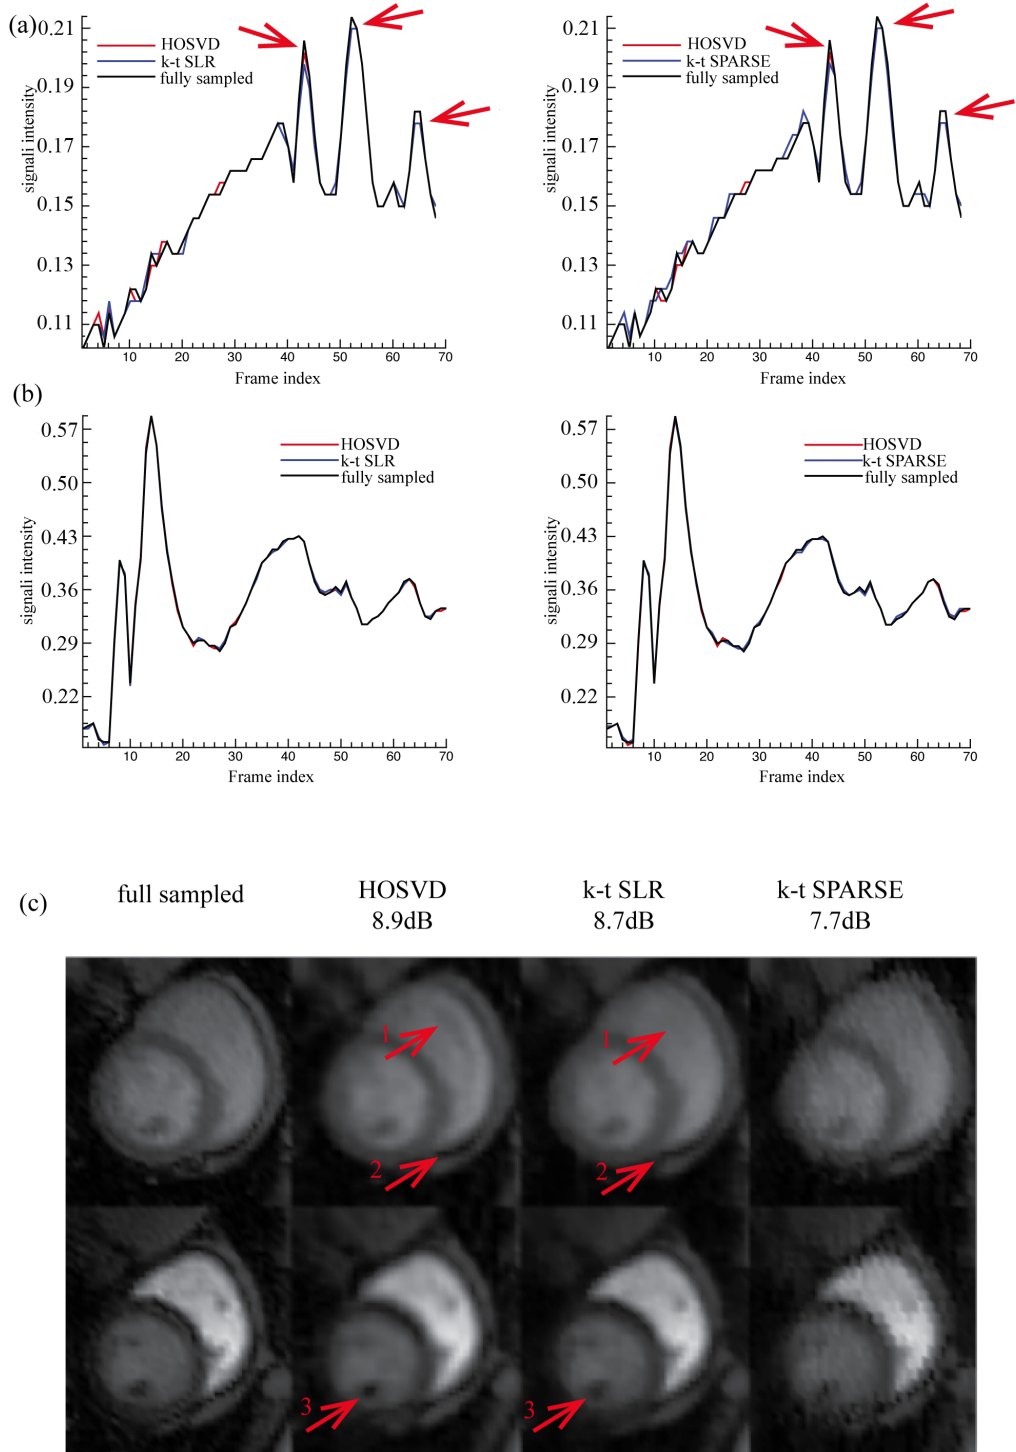 (a)
0.21
0.19
0.17
0.15
0.13
0.11
signali intensity
HOSVD
k-t SLR
fully sampled
10 20 30 40 50 60 70
Frame index
0.21
0.19
0.17
0.15
0.13
0.11
signali intensity
HOSVD
k-t SPARSE
fully sampled
10 20 30 40 50 60 70
Frame index
(b)
0.57
0.50
0.43
0.36
0.29
0.22
signali intensity
HOSVD
k-t SLR
fully sampled
10 20 30 40 50 60 70
Frame index
0.57
0.50
0.43
0.36
0.29
0.22
signali intensity
HOSVD
k-t SPARSE
fully sampled
10 20 30 40 50 60 70
Frame index
(c)
full sampled
HOSVD
8.9dB
k-t SLR
8.7dB
k-t SPARSE
7.7dB
1
1
2
2
3
3